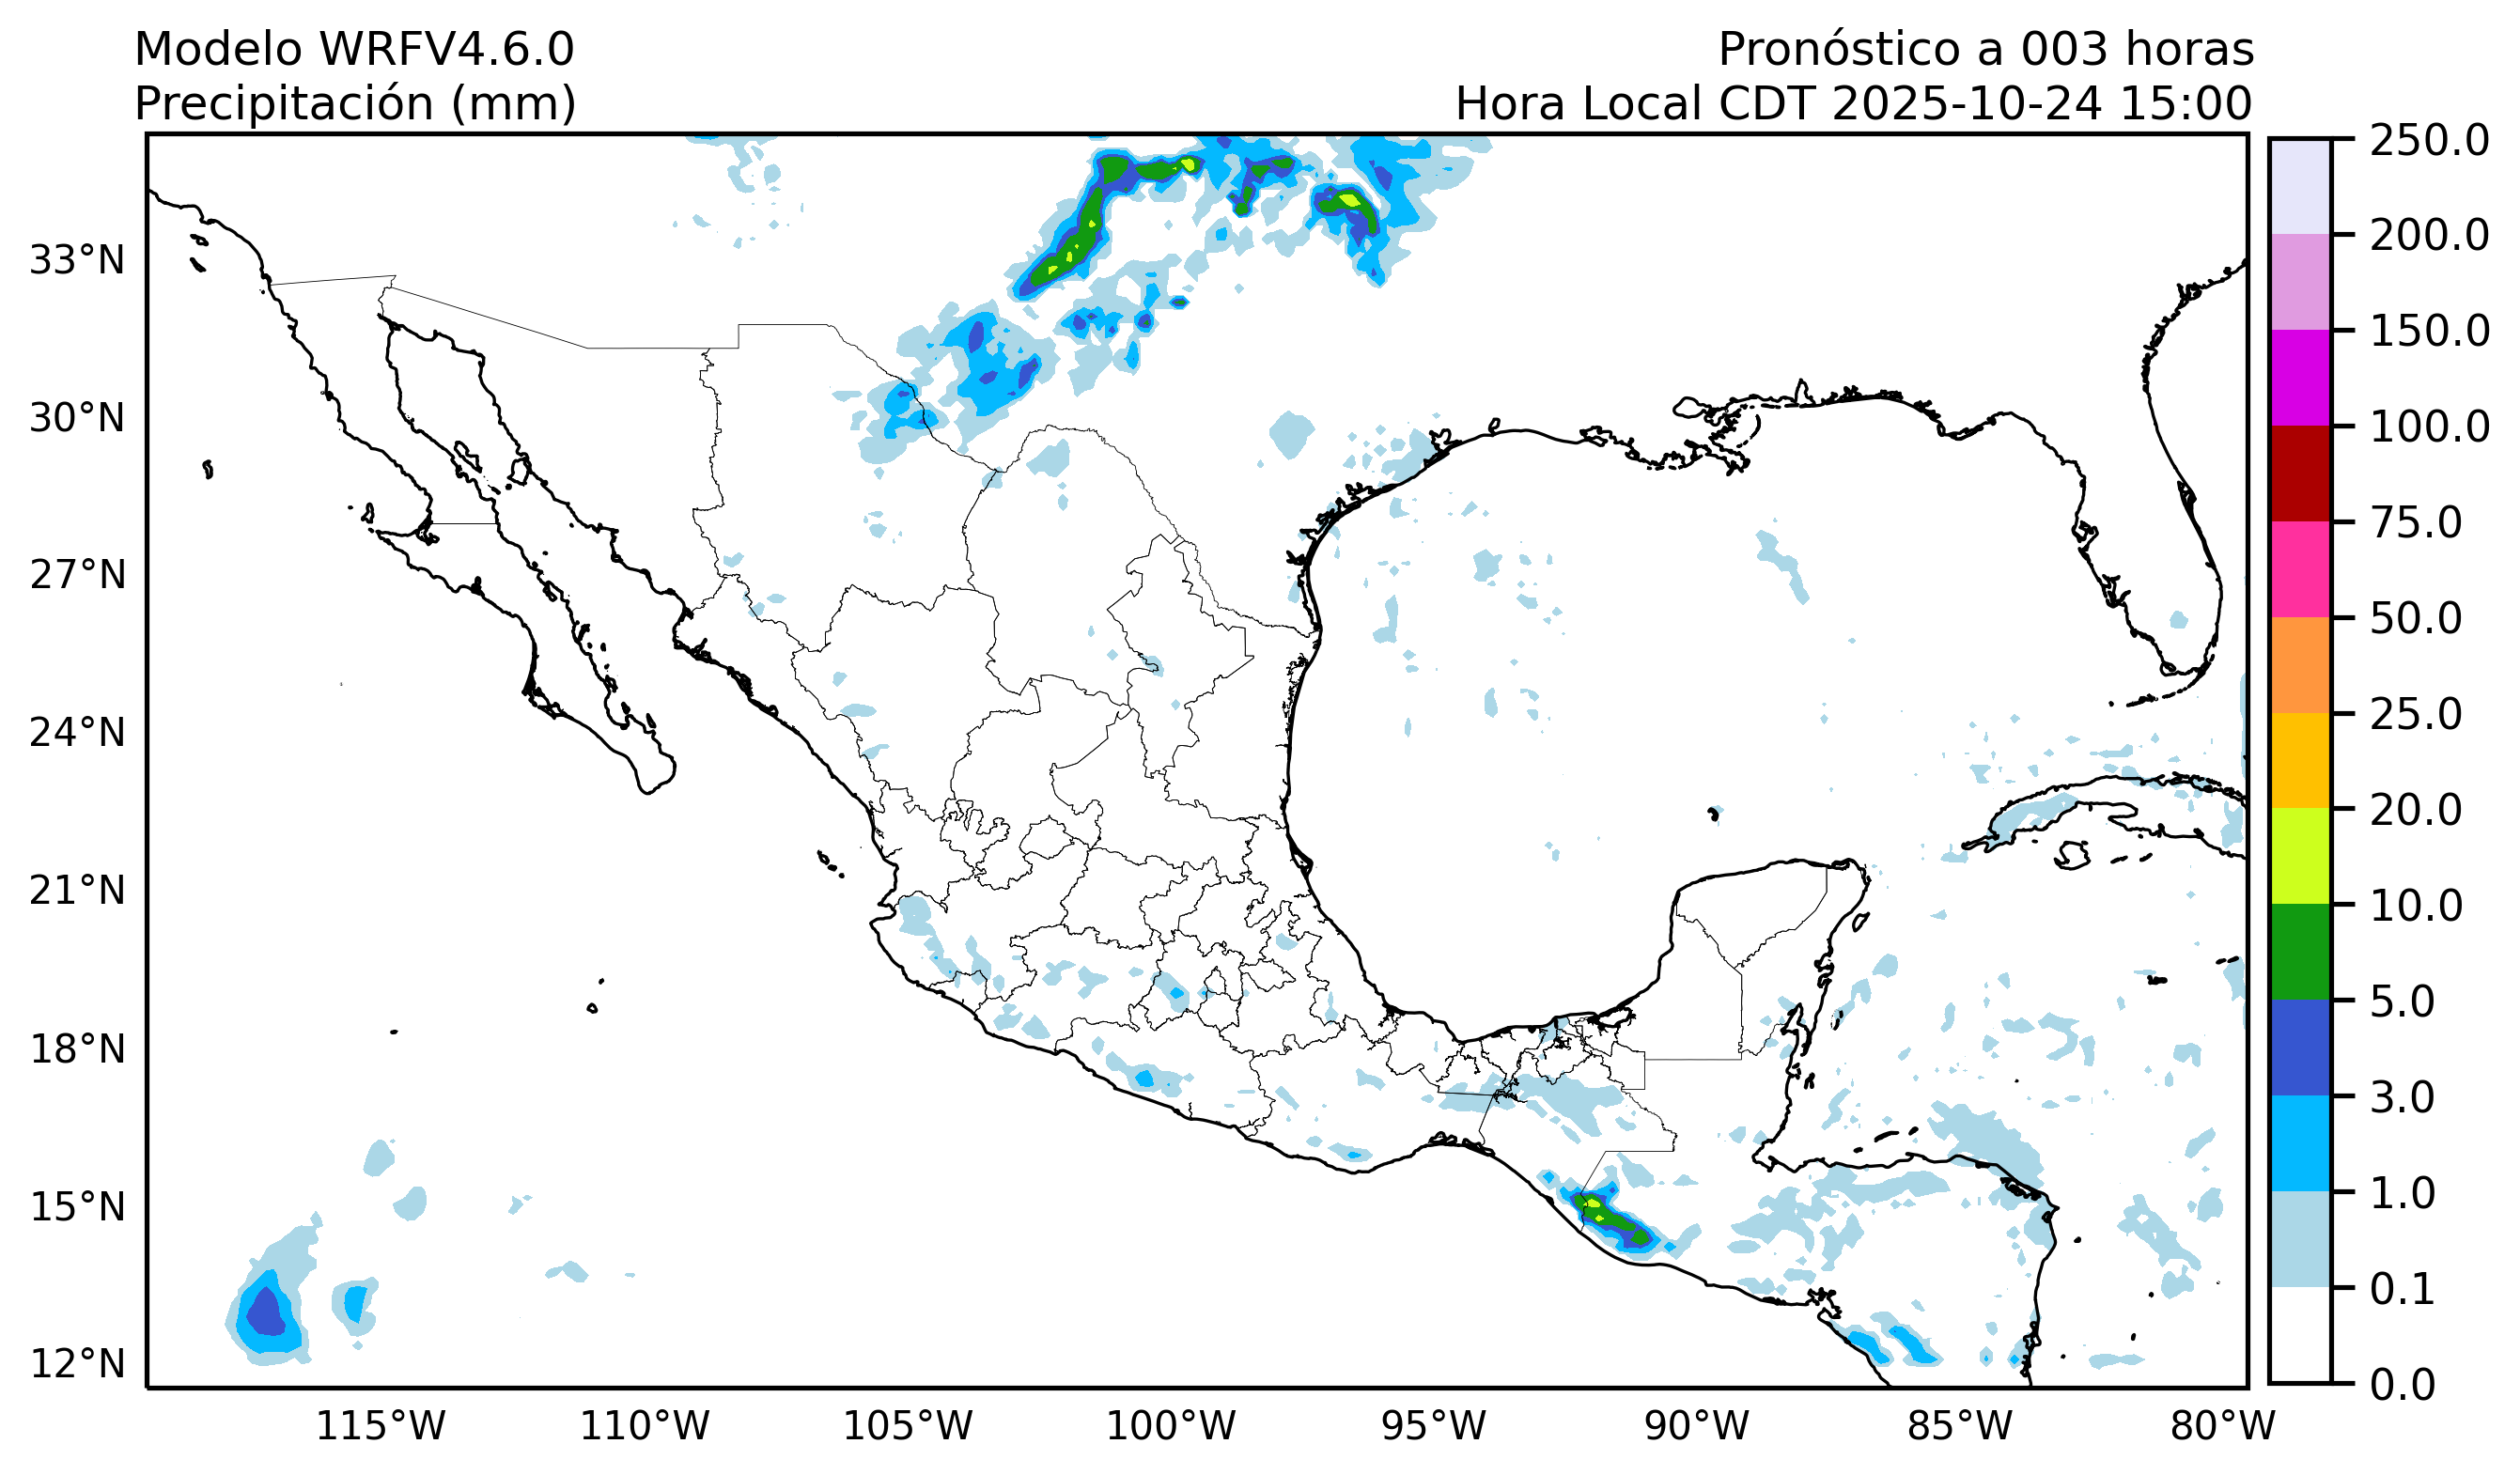 Modelo WRFV4.6.0
Pronóstico a 003 horas
Precipitación (mm)
Hora Local CDT 2025-10-24 15:00
33°N
30°N
27°N
24°N
21°N
18°N
15°N
12°N
115°W
110°W
105°W
100°W
95°W
90°W
85°W
80°W
250.0
200.0
150.0
100.0
75.0
50.0
25.0
20.0
10.0
5.0
3.0
1.0
0.1
0.0